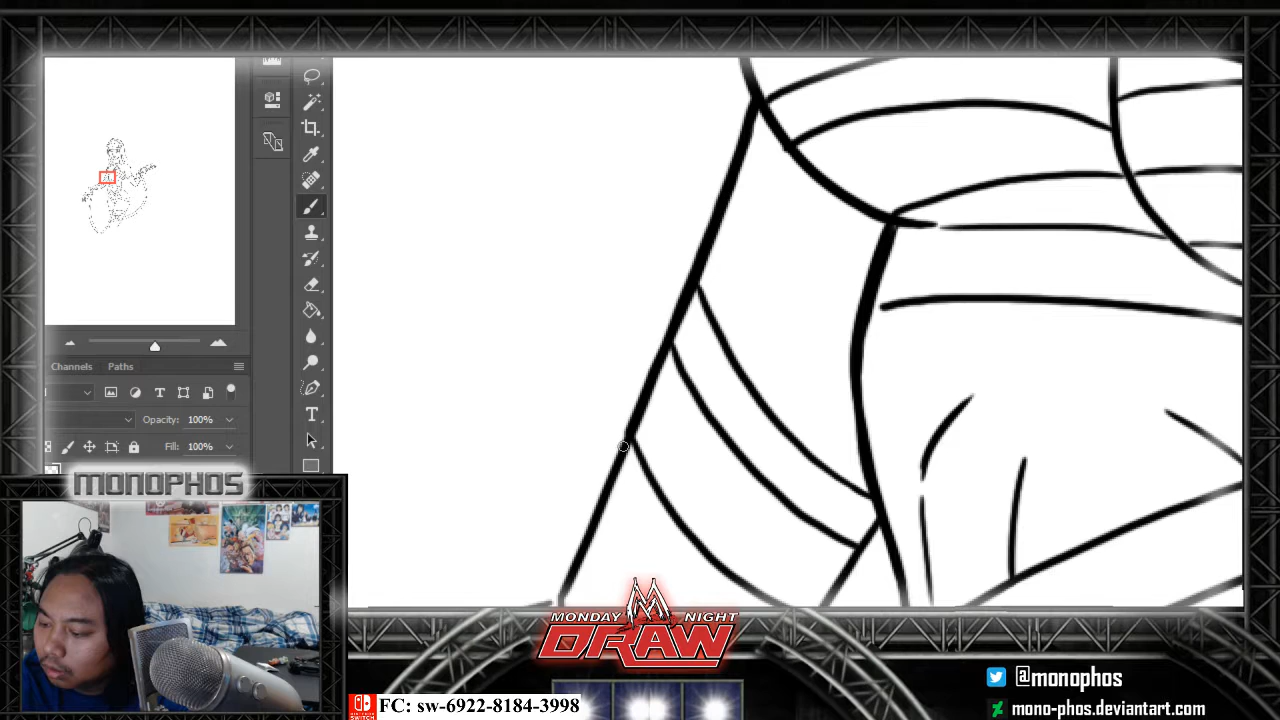 Channels Paths
Opacity: 100%
Fill: 100%
MONOPHOS
MONDAY NIGHT
DRAW
FC: sw-6922-8184-3998
@monophos
mono-phos.deviantart.com